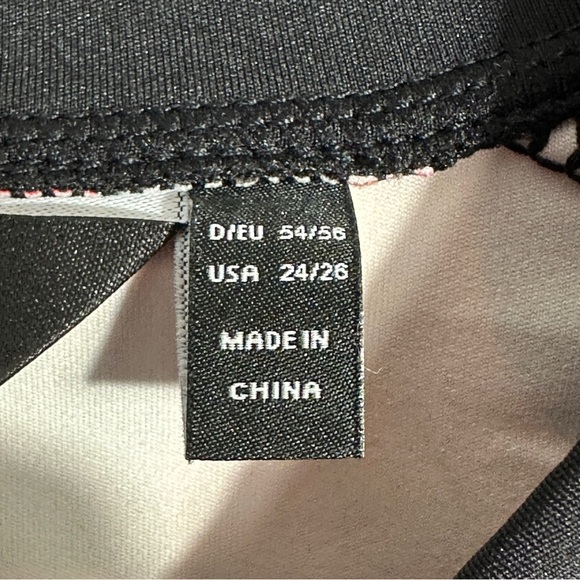 D/EU 54/56
USA 24/26
MADE IN
CHINA